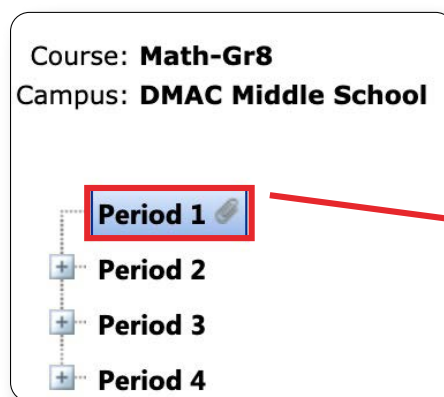 Course: Math-Gr8
Campus: DMAC Middle School
Period 1
Period 2
Period 3
Period 4